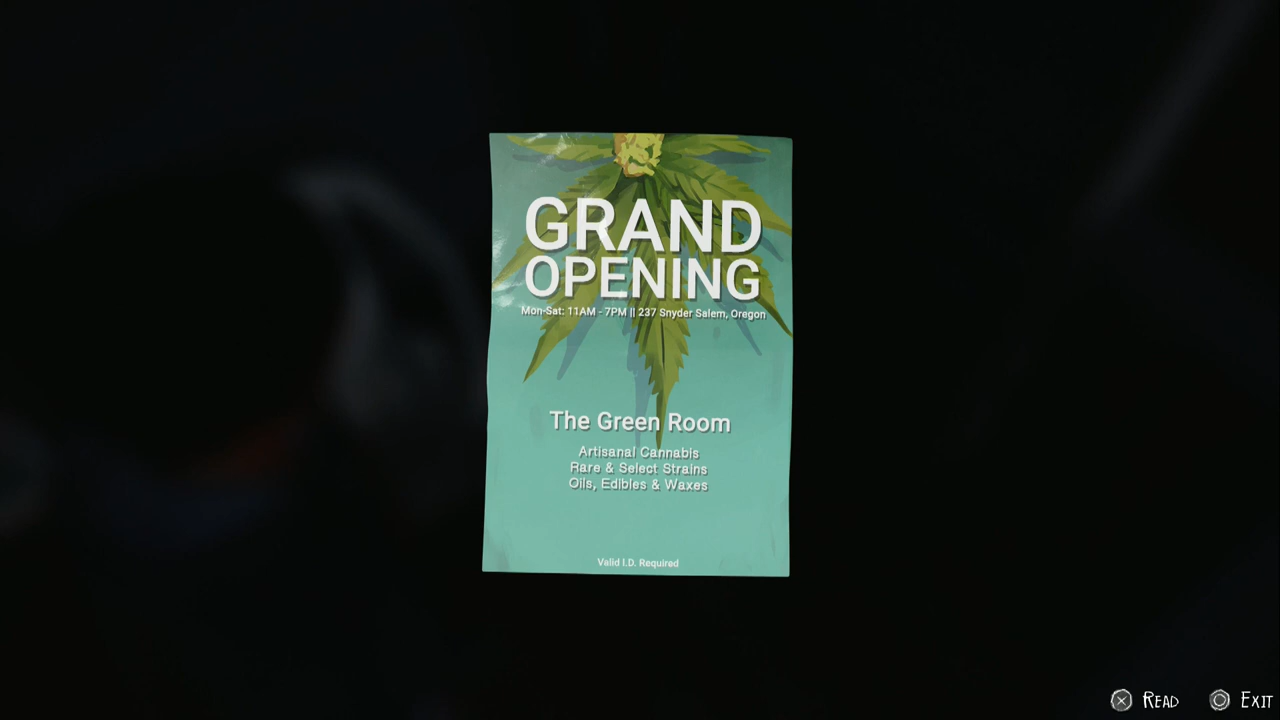 GRAND
OPENING
Mon-Sat: 11AM - 7PM || 237 Snyder Salem, Oregon
The Green Room
Artisanal Cannabis
Rare & Select Strains
Oils, Edibles & Waxes
Valid I.D. Required
READ EXIT